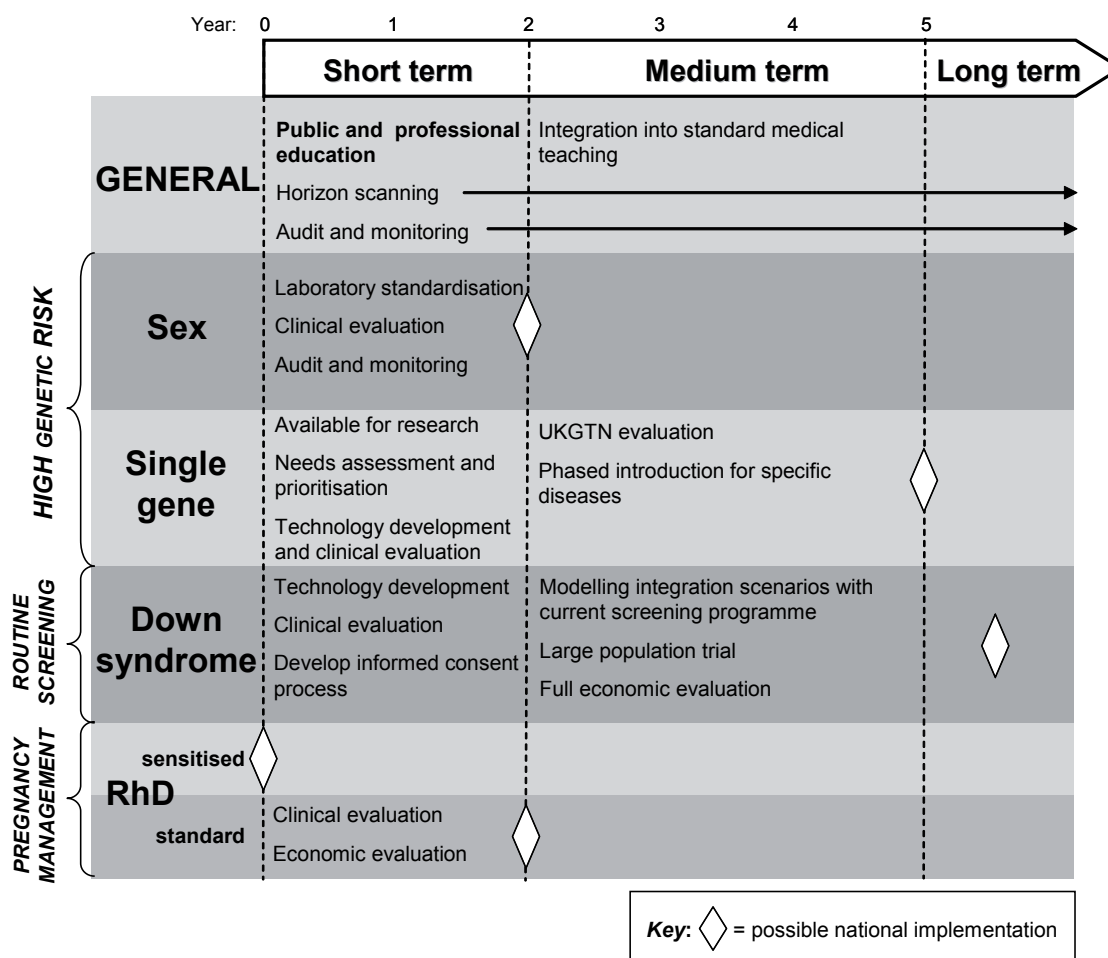 Year: 0 1 2 3 4 5
Short term Medium term Long term
GENERAL
Public and professional
education
Horizon scanning
Audit and monitoring
Integration into standard medical
teaching
HIGH GENETIC RISK
Sex
Laboratory standardisation
Clinical evaluation
Audit and monitoring
Single
gene
Available for research
Needs assessment and
prioritisation
Technology development
and clinical evaluation
UKGTN evaluation
Phased introduction for specific
diseases
ROUTINE
SCREENING
Down
syndrome
Technology development
Clinical evaluation
Develop informed consent
process
Modelling integration scenarios with
current screening programme
Large population trial
Full economic evaluation
PREGNANCY
MANAGEMENT
sensitised
RhD
standard
Clinical evaluation
Economic evaluation
Key: = possible national implementation